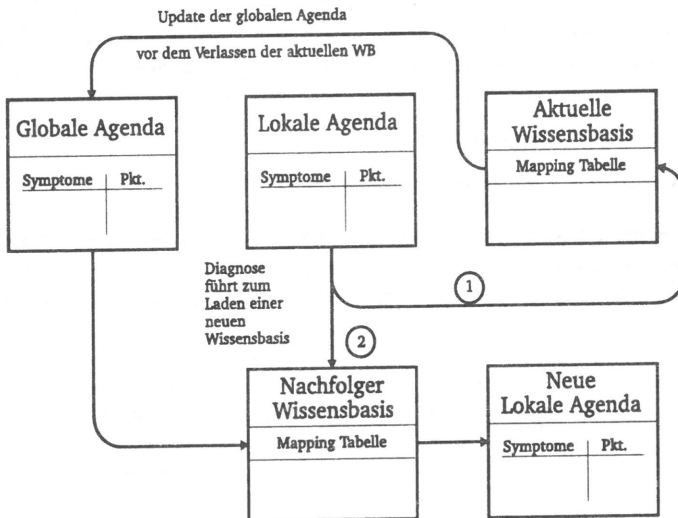 Update der globalen Agenda
vor dem Verlassen der aktuellen WB
Globale Agenda
Symptome Pkt.
Lokale Agenda
Symptome Pkt.
Aktuelle
Wissensbasis
Mapping Tabelle
Diagnose
führt zum
Laden einer
neuen
Wissensbasis
1
2
Nachfolger
Wissensbasis
Mapping Tabelle
Neue
Lokale Agenda
Symptome Pkt.